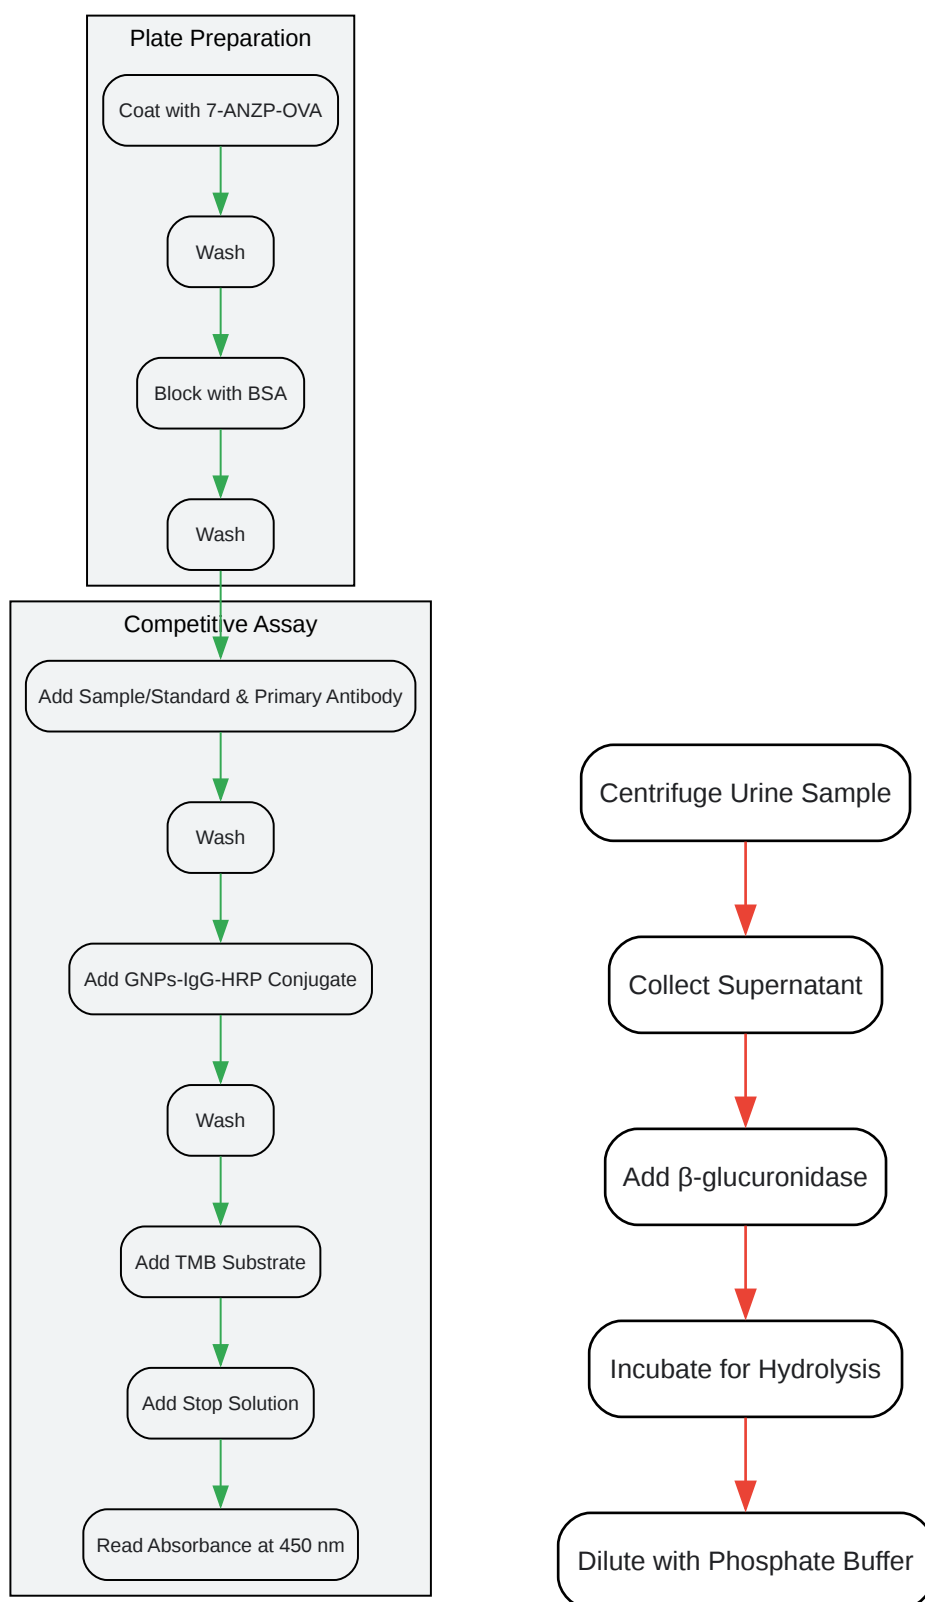 Plate Preparation
Coat with 7-ANZP-OVA
Wash
Block with BSA
Wash
Competitive Assay
Add Sample/Standard & Primary Antibody
Wash
Add GNPs-IgG-HRP Conjugate
Wash
Add TMB Substrate
Add Stop Solution
Read Absorbance at 450 nm
Centrifuge Urine Sample
Collect Supernatant
Add β-glucuronidase
Incubate for Hydrolysis
Dilute with Phosphate Buffer